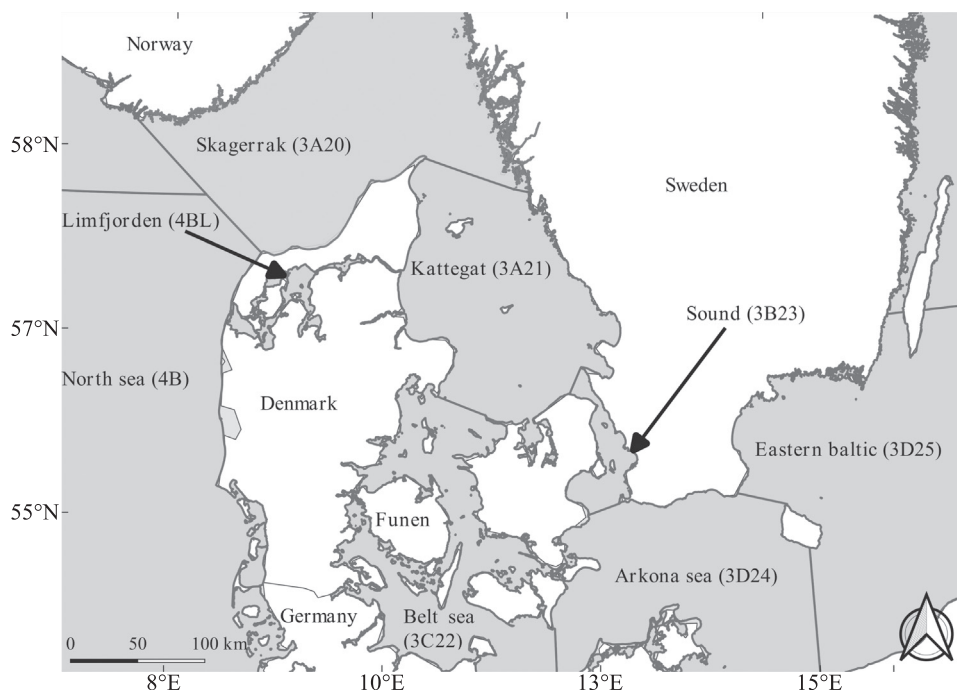 Norway
58°N
Skagerrak (3A20)
Sweden
Limfjorden (4BL)
Kattegat (3A21)
Sound (3B23)
57°N
North sea (4B)
Denmark
Eastern baltic (3D25)
55°N
Funen
Arkona sea (3D24)
Germany
Belt sea
(3C22)
0 50 100 km
8°E 10°E 13°E 15°E